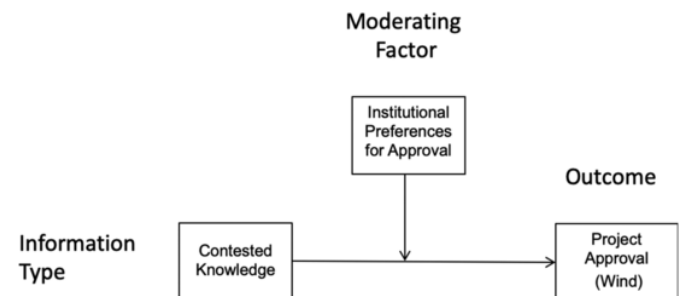 Moderating
Factor
Institutional
Preferences
for Approval
Outcome
Information
Type
Contested
Knowledge
Project
Approval
(Wind)